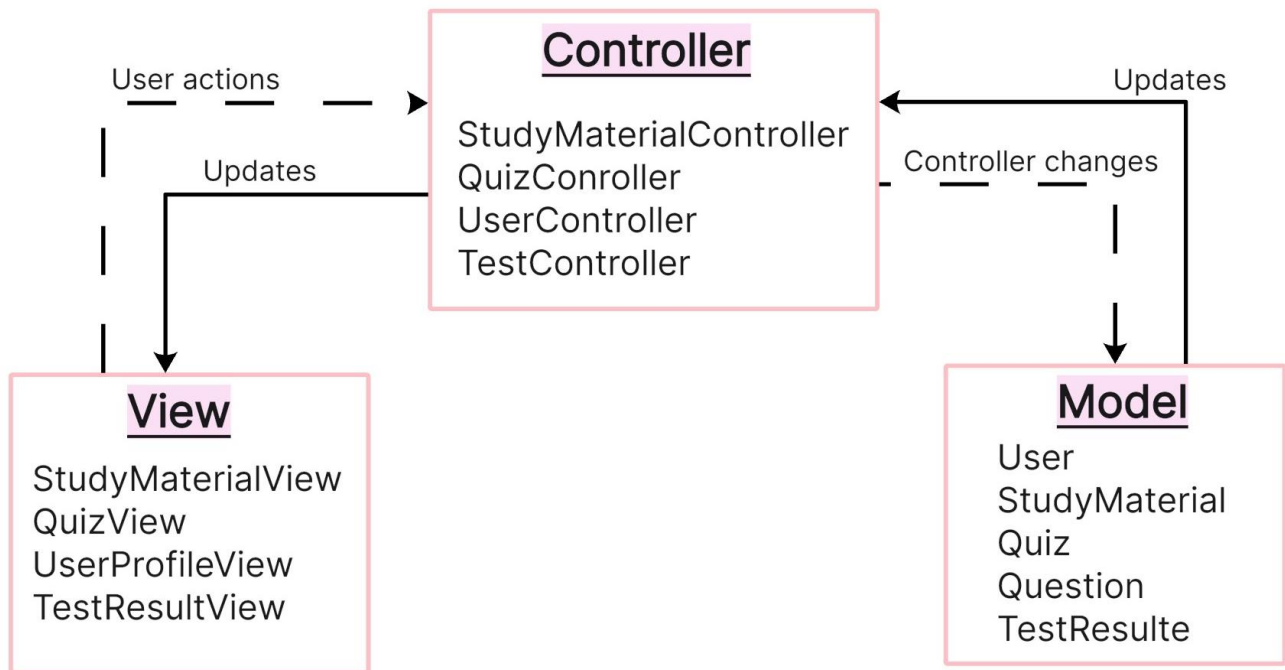 Controller
User actions
Updates
StudyMaterialController
QuizConroller
UserController
TestController
Updates
Controller changes
View
StudyMaterialView
QuizView
UserProfileView
TestResultView
Model
User
StudyMaterial
Quiz
Question
TestResulte